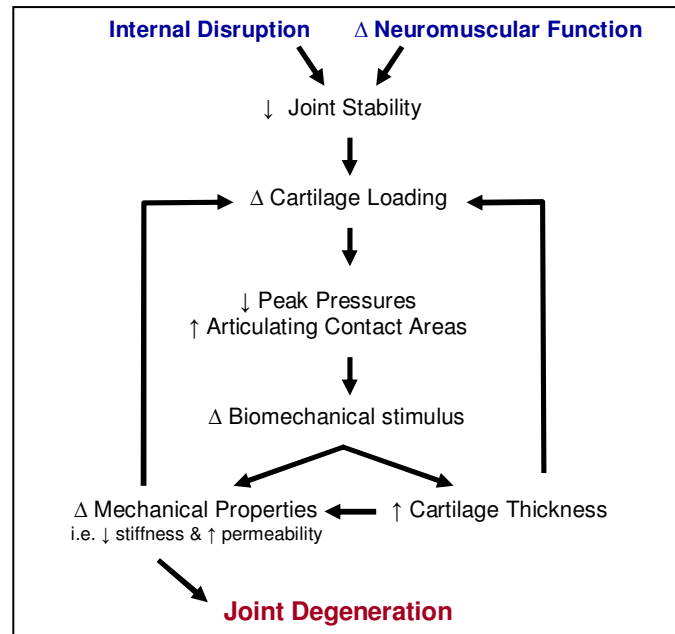 Internal Disruption
∆ Neuromuscular Function
↓ Joint Stability
∆ Cartilage Loading
↓ Peak Pressures
↑ Articulating Contact Areas
∆ Biomechanical stimulus
∆ Mechanical Properties
i.e. ↓ stiffness & ↑ permeability
↑ Cartilage Thickness
Joint Degeneration